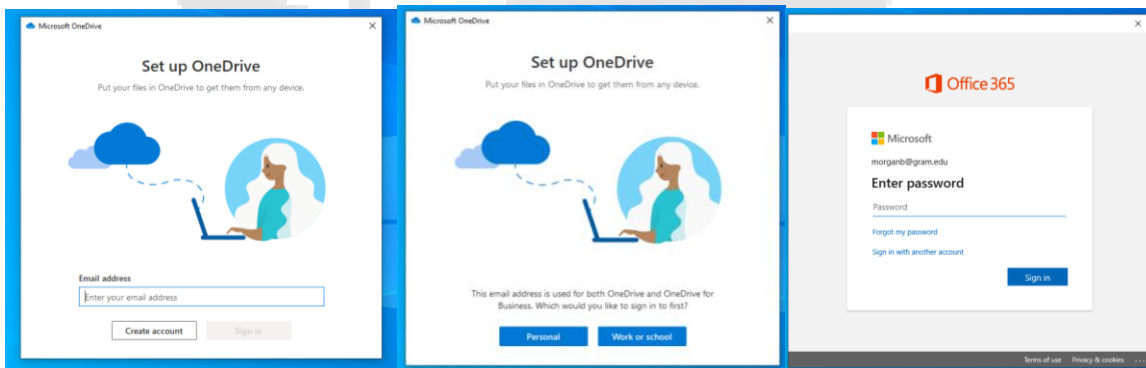 Microsoft OneDrive
Set up OneDrive
Put your files in OneDrive to get them from any device.
Email address
Enter your email address
Create account
Sign in
Microsoft OneDrive
Set up OneDrive
Put your files in OneDrive to get them from any device.
This email address is used for both OneDrive and OneDrive for
Business. Which would you like to sign in to first?
Personal
Work or school
Office 365
Microsoft
morganb@gram.edu
Enter password
Password
Forgot my password
Sign in with another account
Sign in
Terms of use Privacy & cookies ...